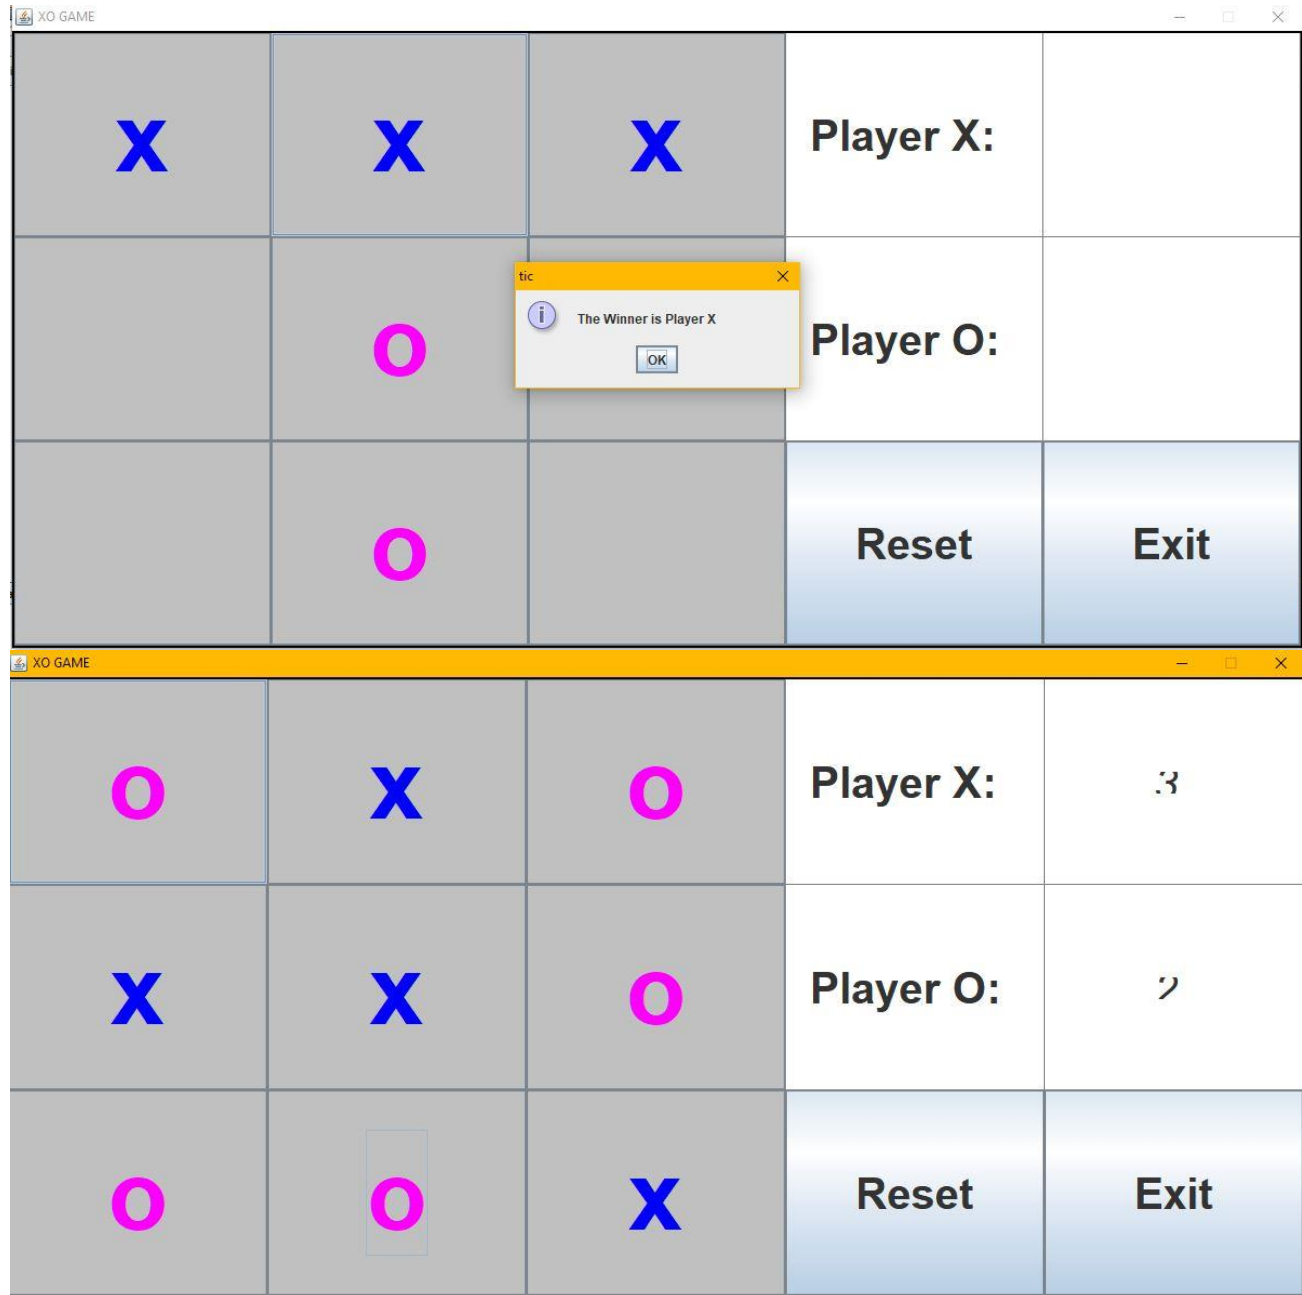 XO GAME
X X X Player X:
tic
The Winner is Player X
O Player O:
OK
O Reset Exit
XO GAME
O X O Player X: 3
X X O Player O: 2
O O X Reset Exit